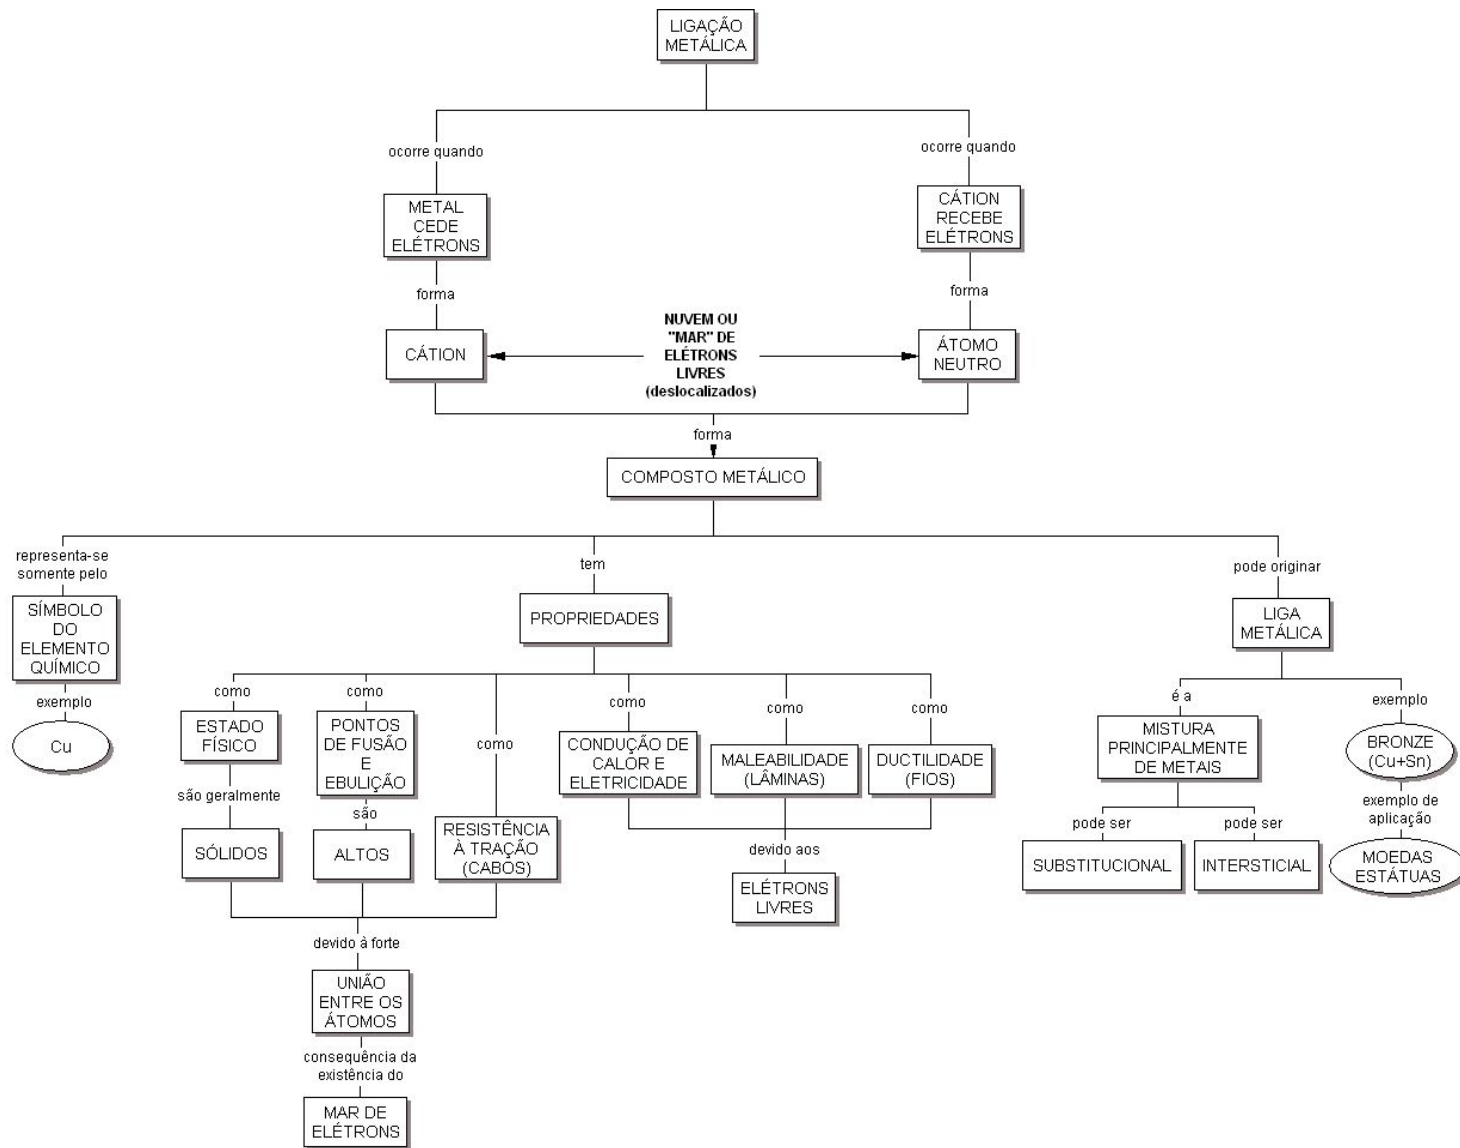 LIGAÇÃO
METÁLICA
ocorre quando
ocorre quando
METAL
CEDE
ELÉTRONS
CÁTION
RECEBE
ELÉTRONS
forma
forma
CÁTION
NUVEM OU
"MAR" DE
ELÉTRONS
LIVRES
(deslocalizados)
ÁTOMO
NEUTRO
forma
COMPOSTO METÁLICO
representa-se
somente pelo
tem
pode originar
SÍMBOLO
DO
ELEMENTO
QUÍMICO
PROPRIEDADES
LIGA
METÁLICA
exemplo
Cu
como
ESTADO
FÍSICO
são geralmente
SÓLIDOS
como
PONTOS
DE FUSÃO
E
EBULIÇÃO
são
ALTOS
como
RESISTÊNCIA
À TRAÇÃO
(CABOS)
como
CONDUÇÃO DE
CALOR E
ELETRICIDADE
como
MALEABILIDADE
(LÂMINAS)
como
DUCTILIDADE
(FIOS)
devido aos
ELÉTRONS
LIVRES
devido à forte
UNIÃO
ENTRE OS
ÁTOMOS
consequência da
existência do
MAR DE
ELÉTRONS
é a
MISTURA
PRINCIPALMENTE
DE METAIS
pode ser
SUBSTITUCIONAL
pode ser
INTERSTICIAL
exemplo
BRONZE
(Cu+Sn)
exemplo de
aplicação
MOEDAS
ESTÁTUAS